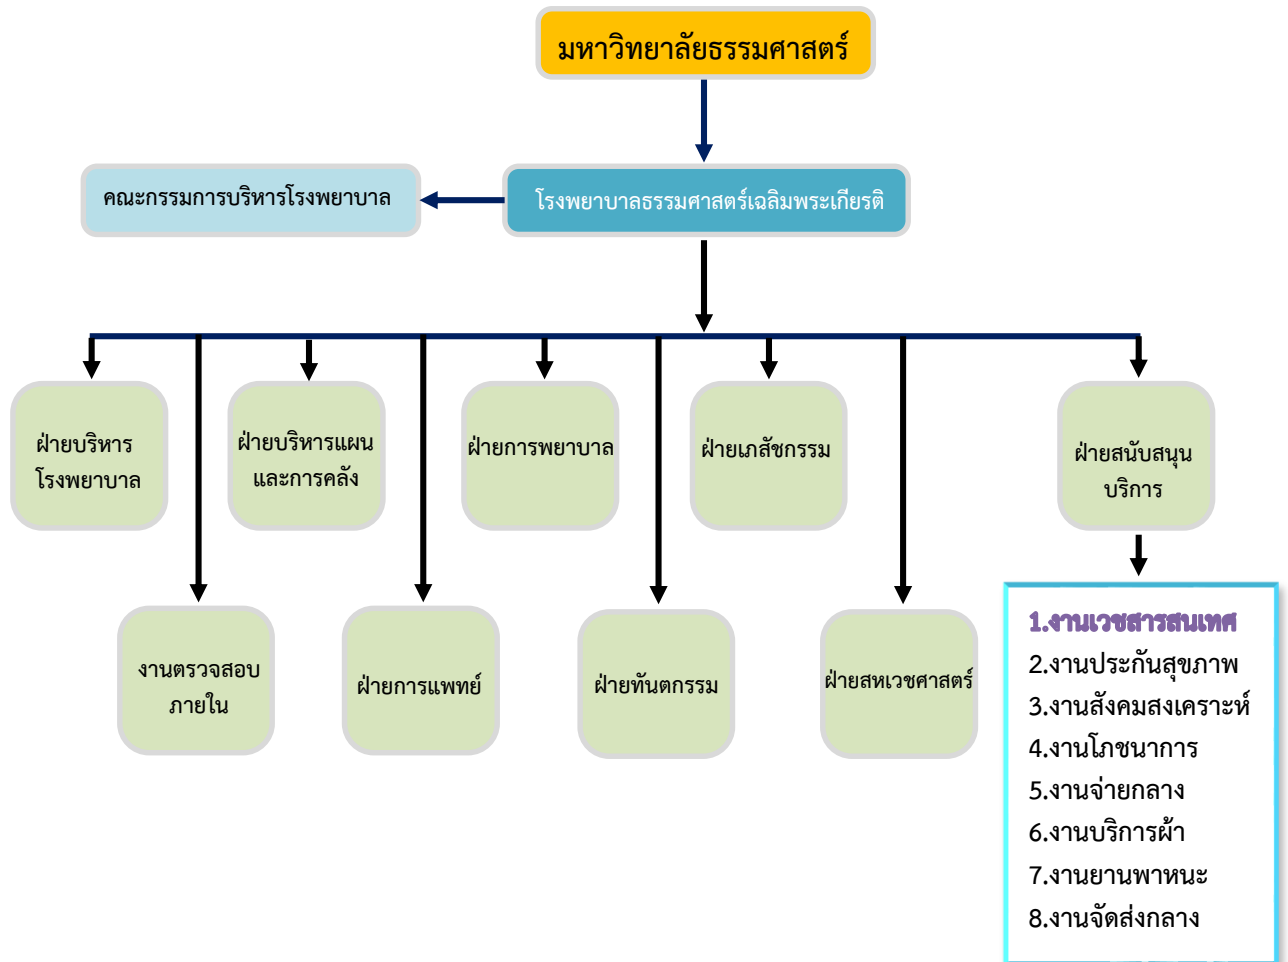 มหาวิทยาลัยธรรมศาสตร์
คณะกรรมการบริหารโรงพยาบาล
โรงพยาบาลธรรมศาสตร์เฉลิมพระเกียรติ
ฝ่ายบริหาร
โรงพยาบาล
ฝ่ายบริหารแผน
และการคลัง
ฝ่ายการพยาบาล
ฝ่ายเภสัชกรรม
ฝ่ายสนับสนุน
บริการ
งานตรวจสอบ
ภายใน
ฝ่ายการแพทย์
ฝ่ายทันตกรรม
ฝ่ายสหเวชศาสตร์
1.งานเวชสารสนเทศ
2.งานประกันสุขภาพ
3.งานสังคมสงเคราะห์
4.งานโภชนาการ
5.งานจ่ายกลาง
6.งานบริการผ้า
7.งานยานพาหนะ
8.งานจัดส่งกลาง